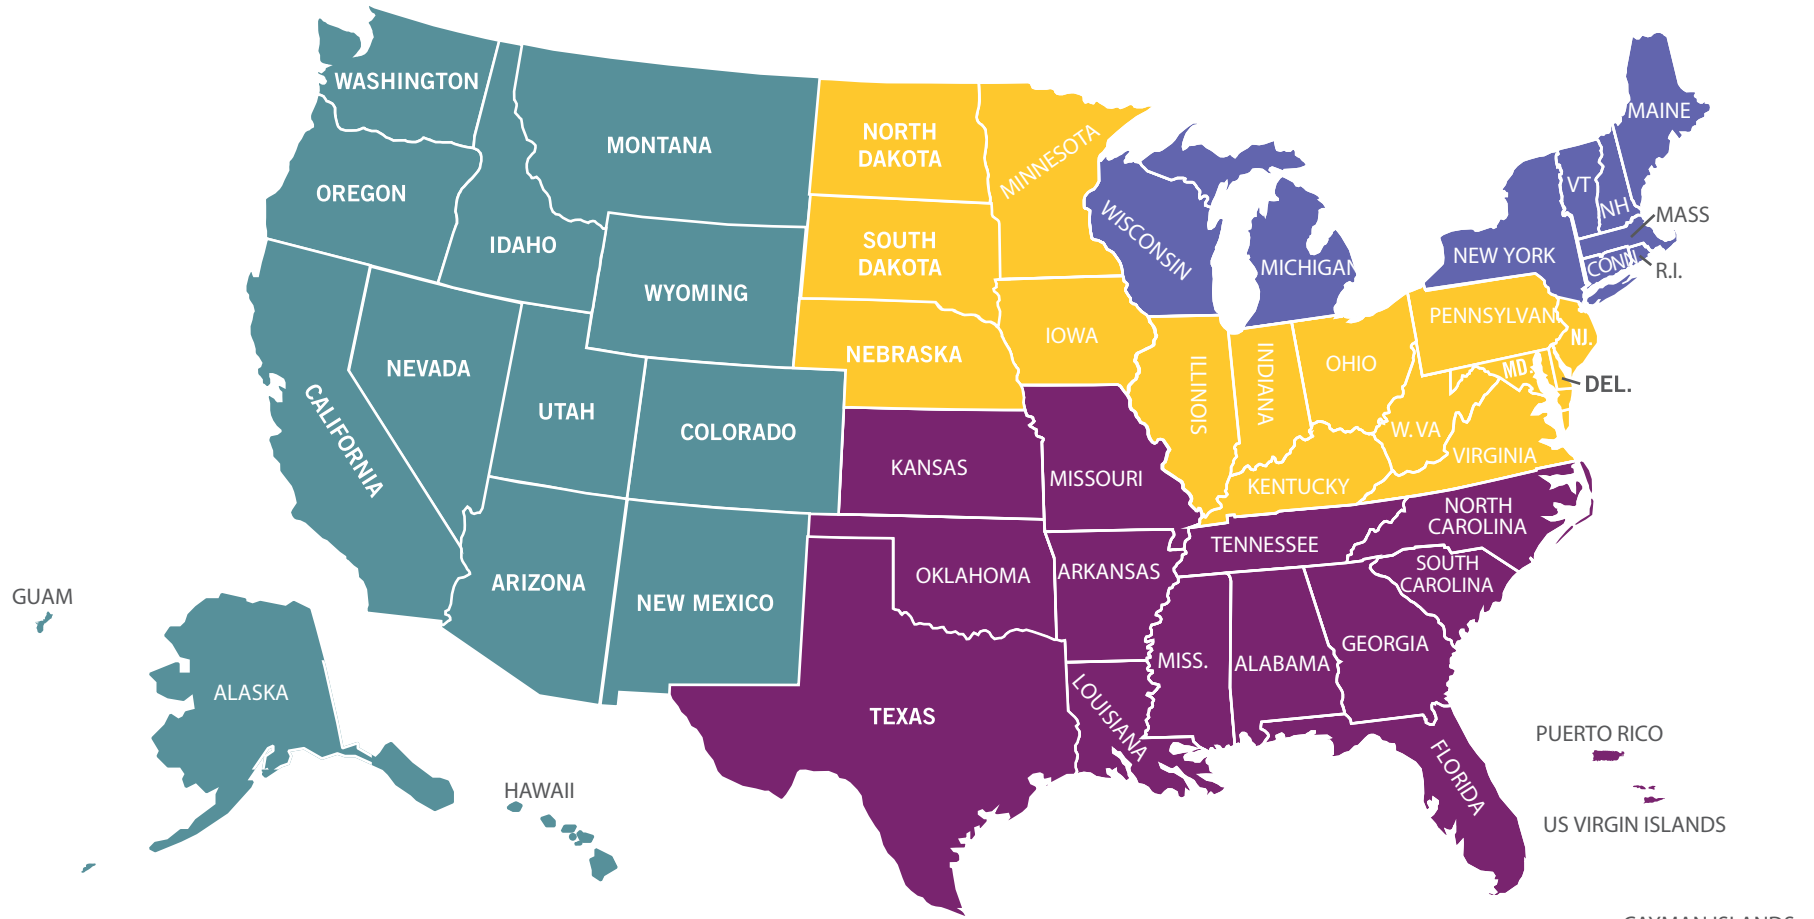 WASHINGTON
MONTANA
OREGON
IDAHO
WYOMING
NEVADA
UTAH
COLORADO
CALIFORNIA
ARIZONA
NEW MEXICO
GUAM
ALASKA
HAWAII
NORTH
DAKOTA
MINNESOTA
SOUTH
DAKOTA
NEBRASKA
IOWA
WISCONSIN
MICHIGAN
ILLINOIS
INDIANA
OHIO
KENTUCKY
W. VA
VIRGINIA
PENNSYLVAN
NJ.
MD.
DEL.
NEW YORK
VT
NH
MAINE
MASS
CONN
R.I.
KANSAS
MISSOURI
OKLAHOMA
ARKANSAS
TENNESSEE
NORTH
CAROLINA
SOUTH
CAROLINA
TEXAS
LOUISIANA
MISS.
ALABAMA
GEORGIA
FLORIDA
PUERTO RICO
US VIRGIN ISLANDS